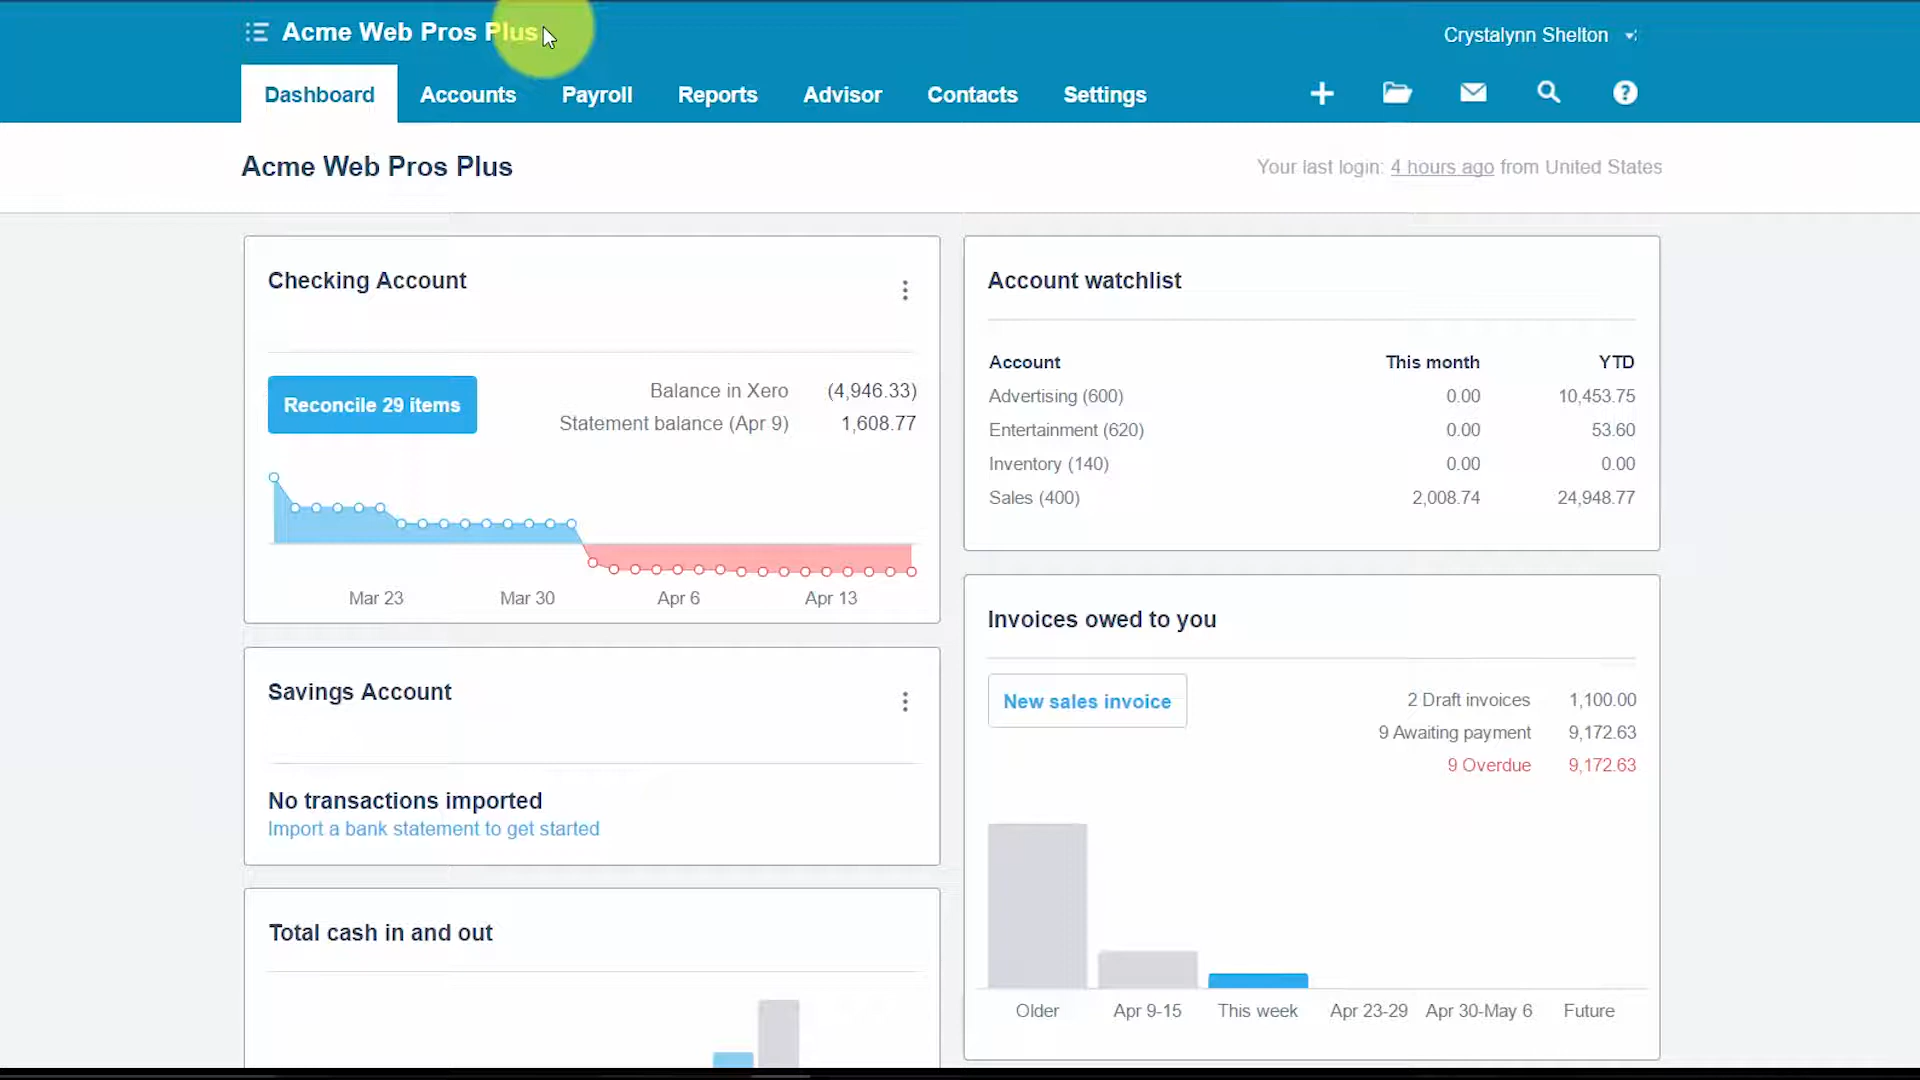 Acme Web Pros Plus
Crystalynn Shelton
Dashboard Accounts Payroll Reports Advisor Contacts Settings
Acme Web Pros Plus
Your last login: 4 hours ago from United States
Checking Account
Reconcile 29 items
Balance in Xero (4,946.33)
Statement balance (Apr 9) 1,608.77
Mar 23 Mar 30 Apr 6 Apr 13
Savings Account
No transactions imported
Import a bank statement to get started
Total cash in and out
Account watchlist
Account This month YTD
Advertising (600) 0.00 10,453.75
Entertainment (620) 0.00 53.60
Inventory (140) 0.00 0.00
Sales (400) 2,008.74 24,948.77
Invoices owed to you
New sales invoice
2 Draft invoices 1,100.00
9 Awaiting payment 9,172.63
9 Overdue 9,172.63
Older Apr 9-15 This week Apr 23-29 Apr 30-May 6 Future